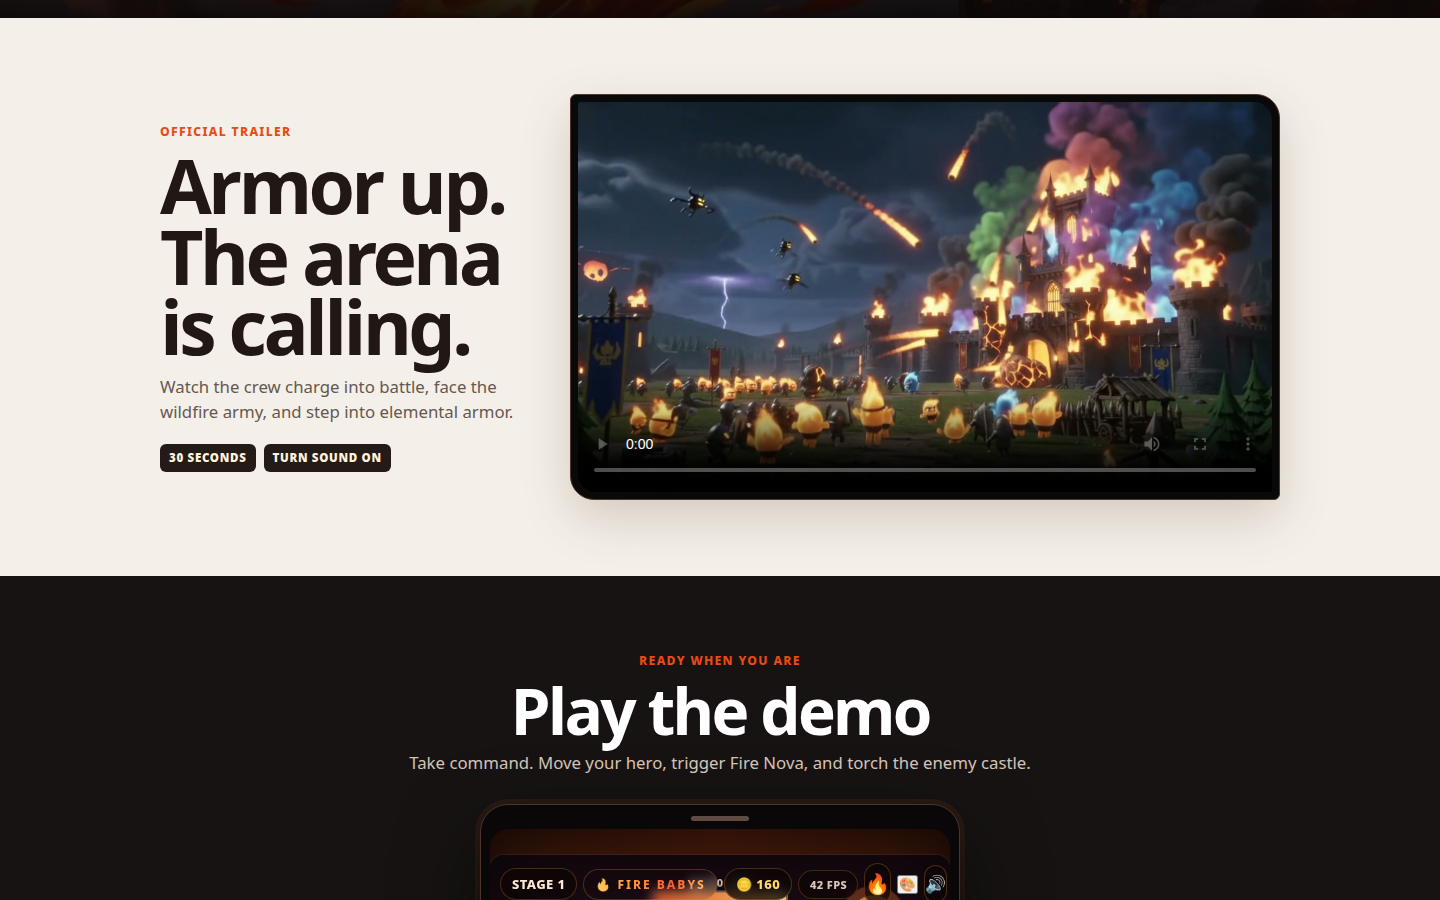 OFFICIAL TRAILER
Armor up.
The arena
is calling.
Watch the crew charge into battle, face the
wildfire army, and step into elemental armor.
30 SECONDS TURN SOUND ON
0:00
READY WHEN YOU ARE
Play the demo
Take command. Move your hero, trigger Fire Nova, and torch the enemy castle.
STAGE 1 FIRE BABYS 0 160 42 FPS